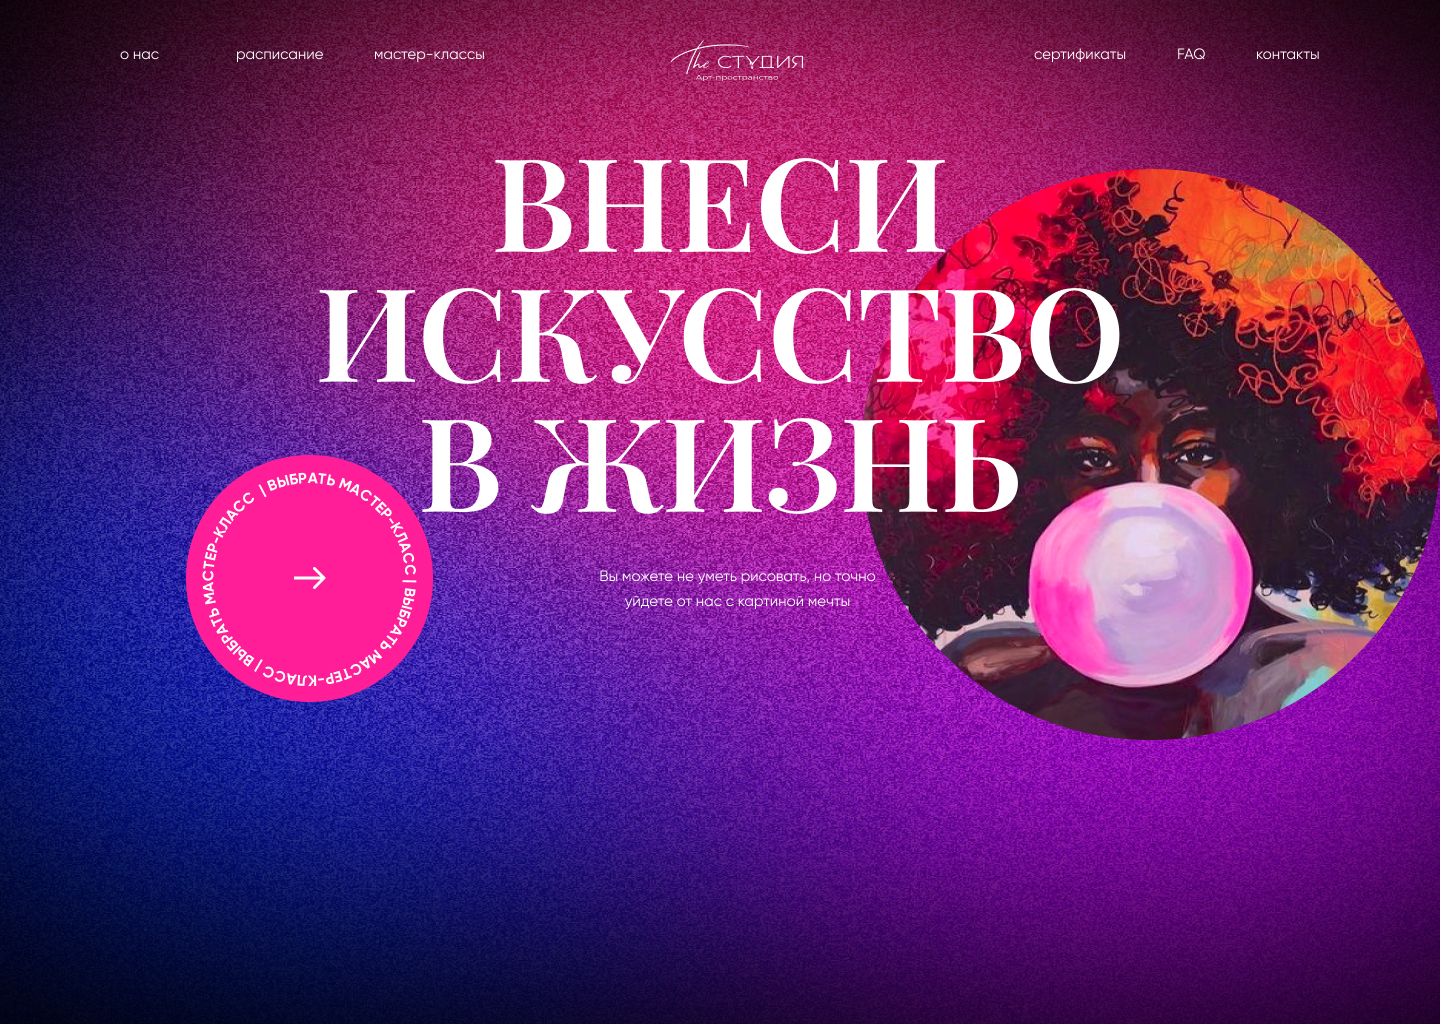 о нас
расписание
мастер-классы
The СТУДИЯ
Арт-пространство
сертификаты
FAQ
контакты
ВНЕСИ
ИСКУССТВО
В ЖИЗНЬ
| ВЫБРАТЬ МАСТЕР-КЛАСС | ВЫБРАТЬ МАСТЕР-КЛАСС | ВЫБРАТЬ МАСТЕР-КЛАСС
Вы можете не уметь рисовать, но точно
уйдете от нас с картиной мечты